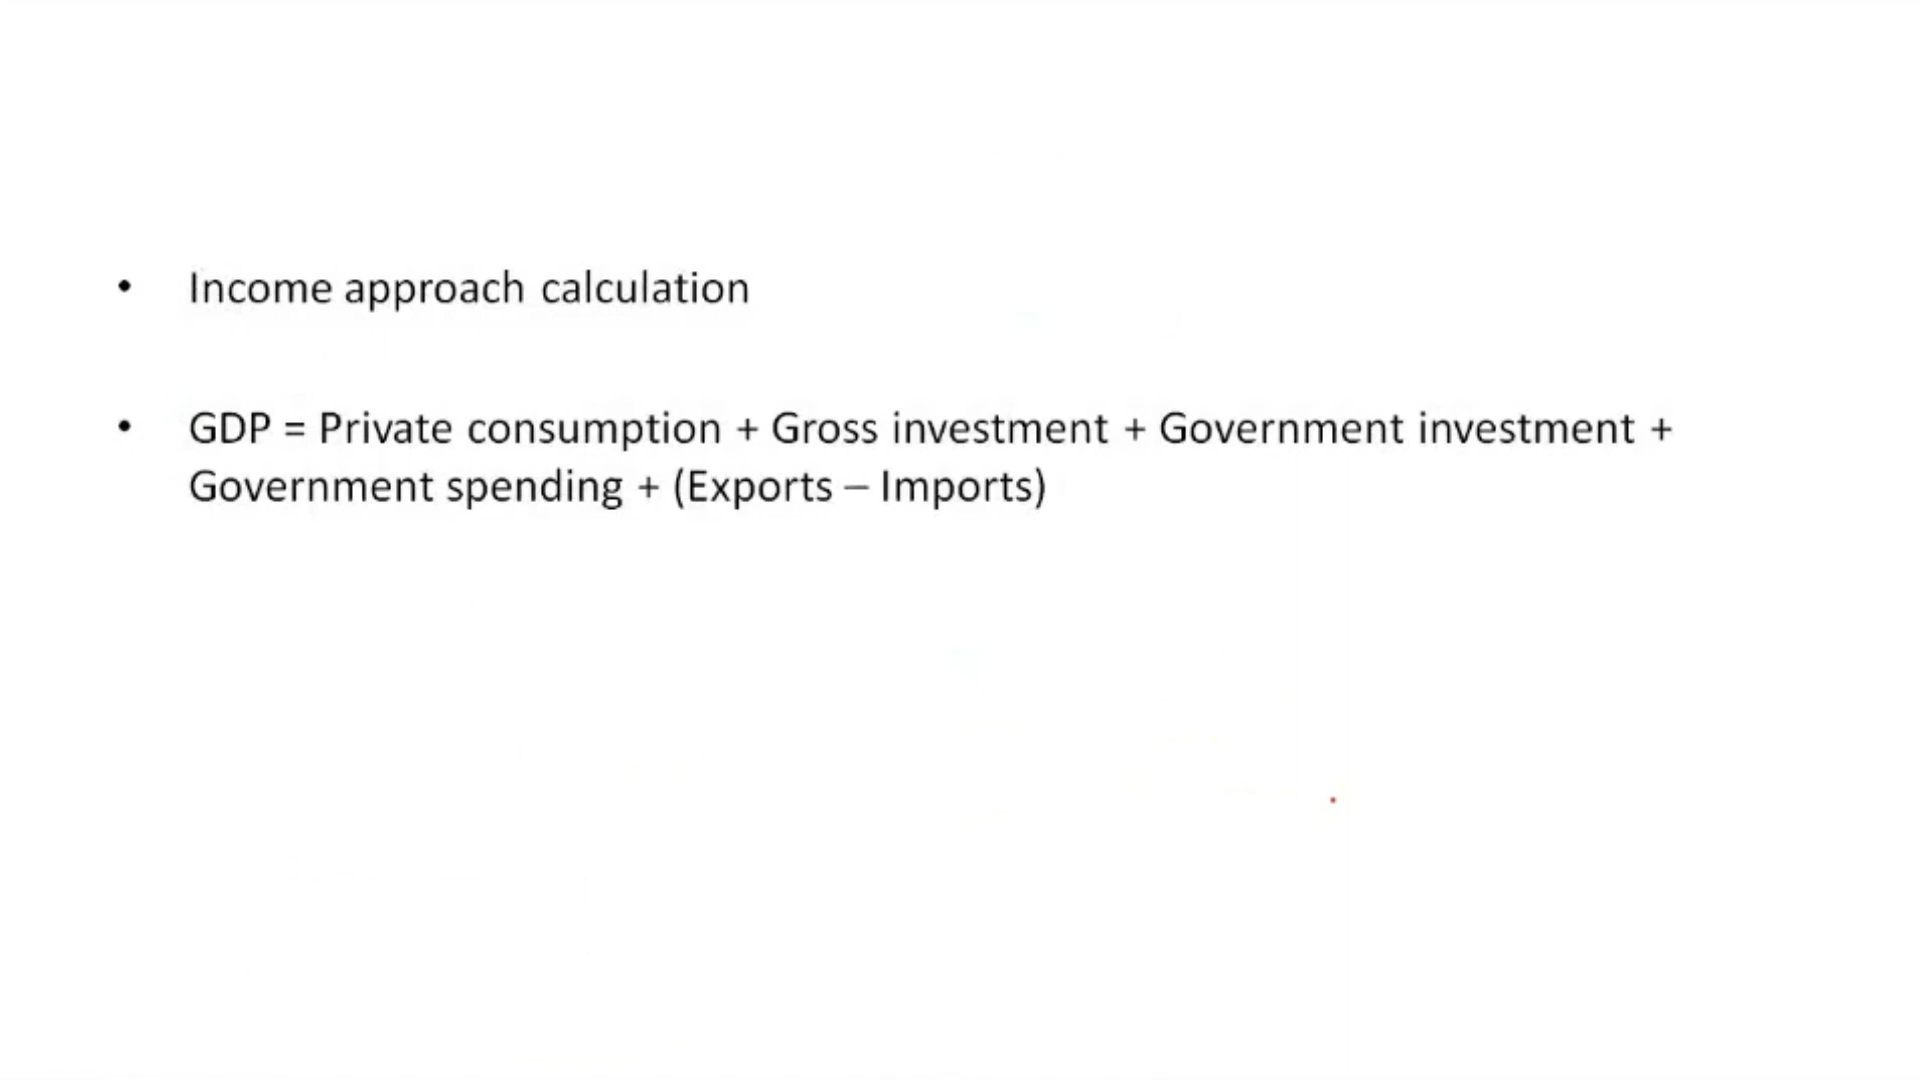 • Income approach calculation
• GDP = Private consumption + Gross investment + Government investment +
Government spending + (Exports – Imports)